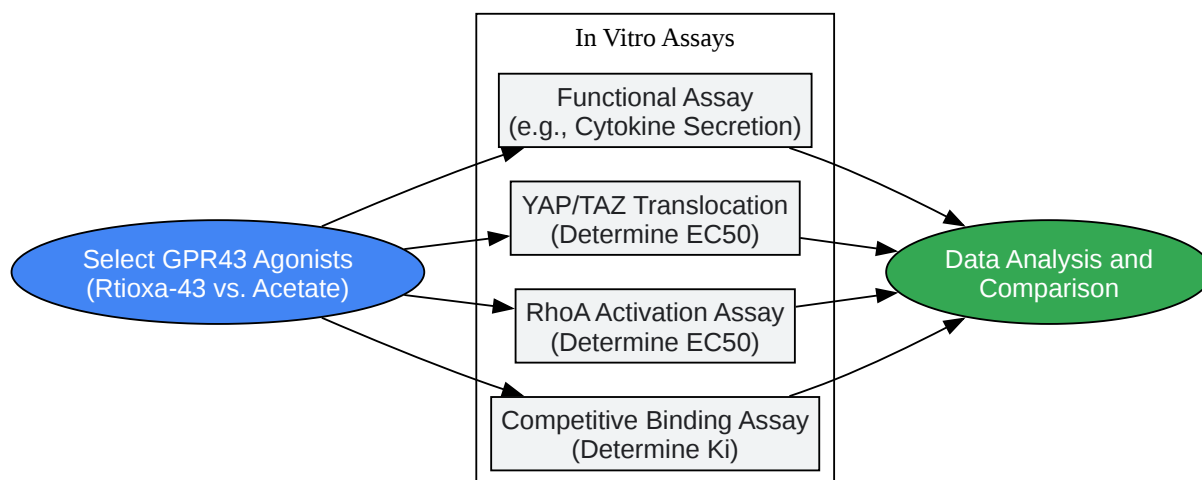 In Vitro Assays
Functional Assay
(e.g., Cytokine Secretion)
YAP/TAZ Translocation
(Determine EC50)
Select GPR43 Agonists
(Rtioxa-43 vs. Acetate)
Data Analysis and
Comparison
RhoA Activation Assay
(Determine EC50)
Competitive Binding Assay
(Determine Ki)